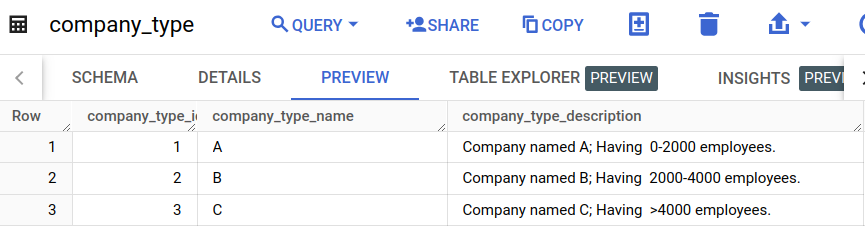 company_type QUERY SHARE COPY
SCHEMA DETAILS PREVIEW TABLE EXPLORER PREVIEW INSIGHTS
Row company_type_i company_type_name company_type_description
1 1 A Company named A; Having 0-2000 employees.
2 2 B Company named B; Having 2000-4000 employees.
3 3 C Company named C; Having >4000 employees.